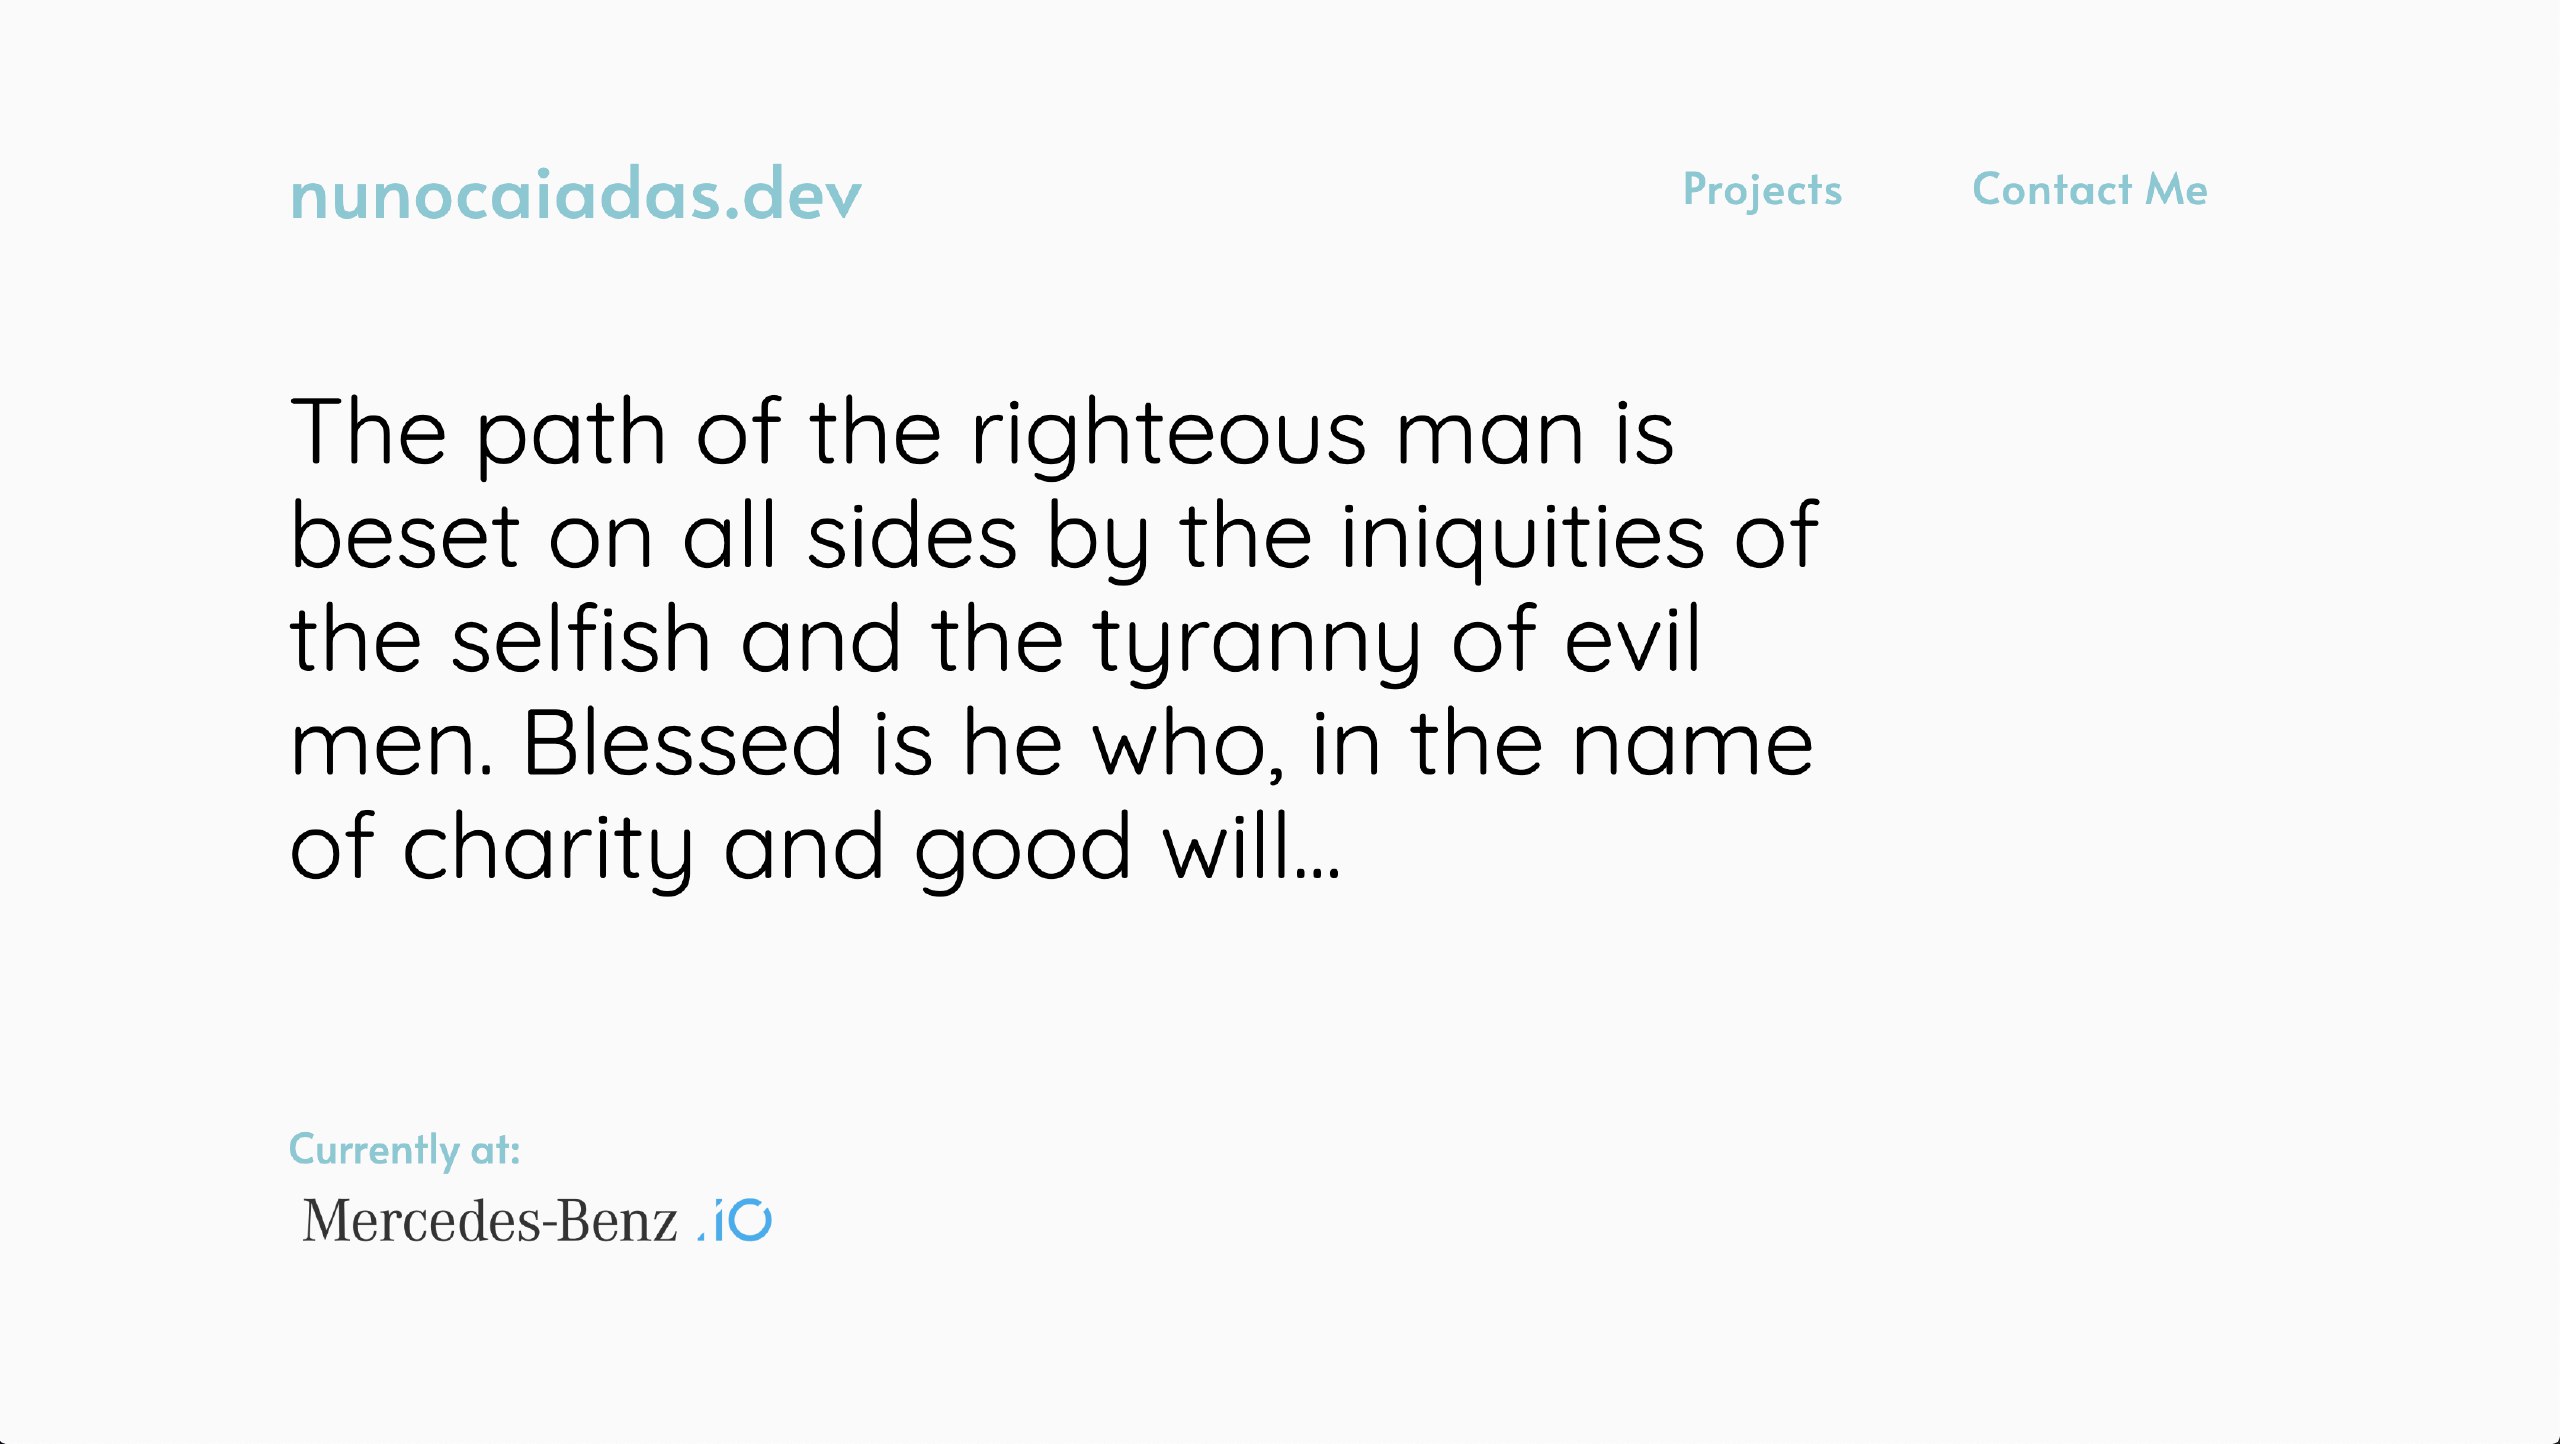 nunocaiadas.dev
Projects
Contact Me
The path of the righteous man is
beset on all sides by the iniquities of
the selfish and the tyranny of evil
men. Blessed is he who, in the name
of charity and good will...
Currently at:
Mercedes-Benz .io